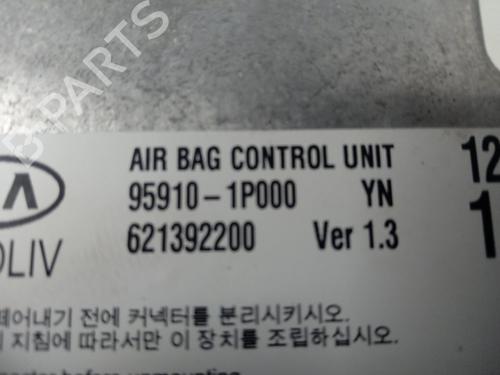 AIR BAG CONTROL UNIT 12
95910-1P000 YN 1
621392200 Ver 1.3
OLIV
떼어내기 전에 커넥터를 분리시키시오.
지침에 따라서만 이 장치를 조립하십시오.
B-PARTS